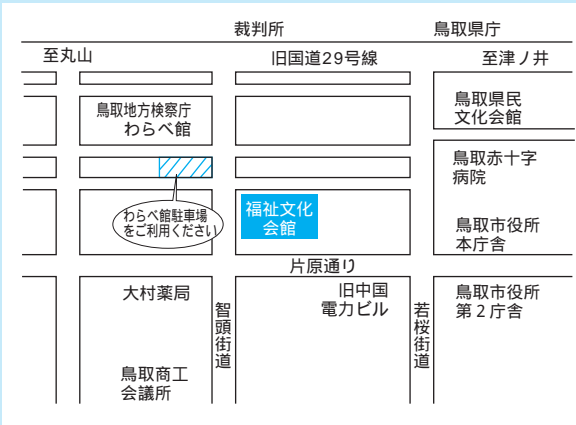 裁判所
鳥取県庁
至丸山
旧国道29号線
至津ノ井
鳥取地方検察庁
わらべ館
鳥取県民
文化会館
鳥取赤十字
病院
わらべ館駐車場
をご利用ください
福祉文化
会館
鳥取市役所
本庁舎
片原通り
大村薬局
智頭街道
旧中国
電力ビル
若桜街道
鳥取市役所
第2庁舎
鳥取商工
会議所